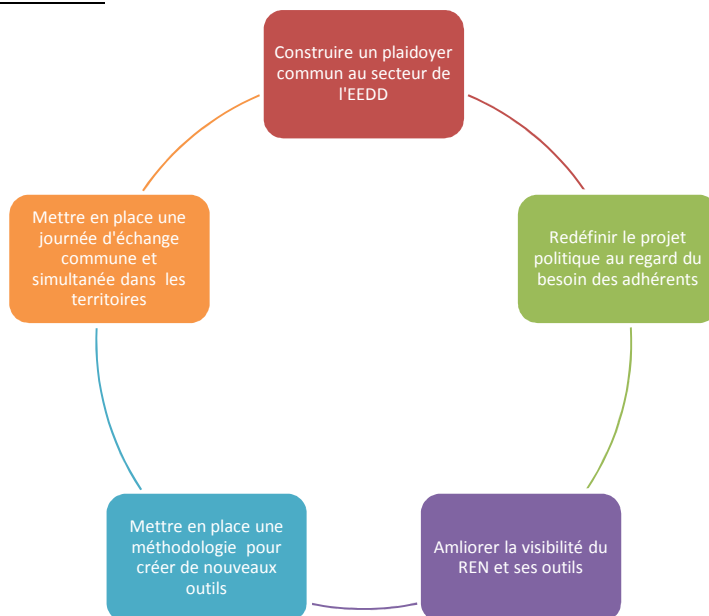 Construire un plaidoyer
commun au secteur de
l'EEDD
Redéfinir le projet
politique au regard du
besoin des adhérents
Amliorer la visibilité du
REN et ses outils
Mettre en place une
méthodologie pour
créer de nouveaux
outils
Mettre en place une
journée d'échange
commune et
simultanée dans les
territoires